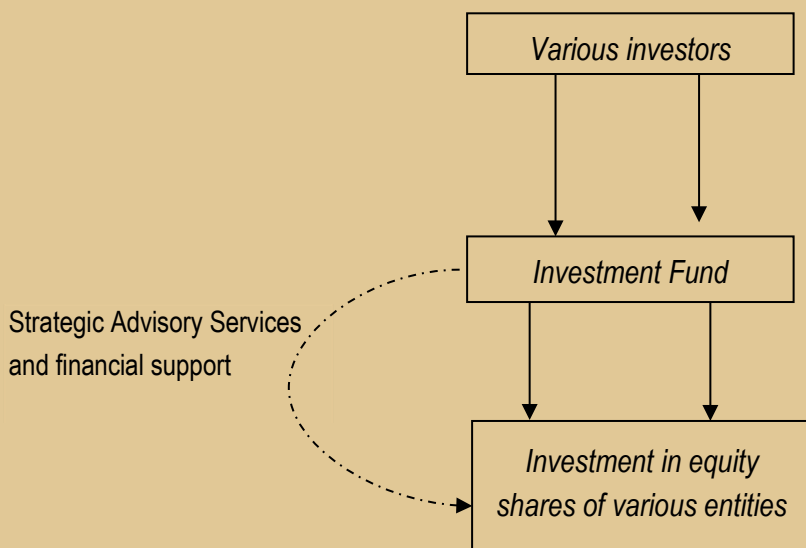 Various investors
Investment Fund
Strategic Advisory Services
and financial support
Investment in equity
shares of various entities